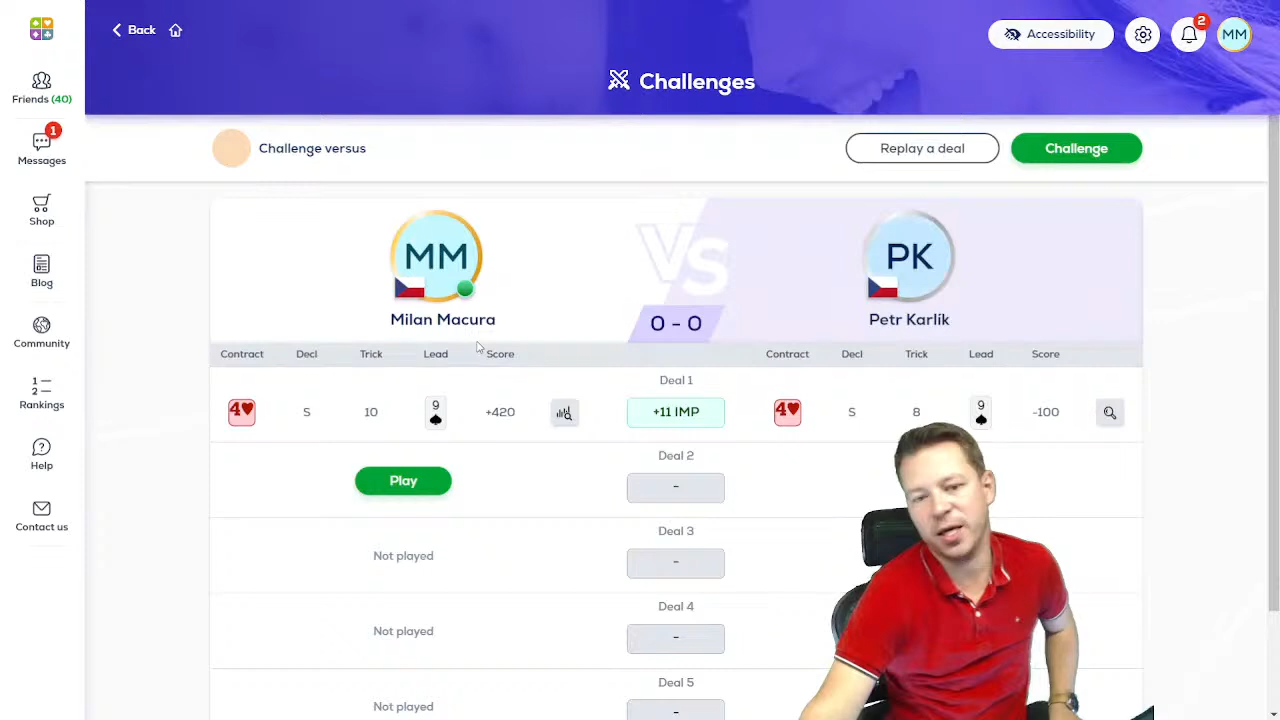 Back
Accessibility
2
MM
Challenges
Friends (40)
1
Messages
Shop
Blog
Community
1
2
Rankings
Help
Contact us
Challenge versus
Replay a deal
Challenge
MM
VS
PK
Milan Macura
0 - 0
Petr Karlík
Contract Decl Trick Lead Score
Contract Decl Trick Lead Score
Deal 1
4♥ S 10 9♠ +420
+11 IMP
4♥ S 8 9♠ -100
Deal 2
Play
-
Deal 3
Not played
-
Deal 4
Not played
-
Deal 5
Not played
-